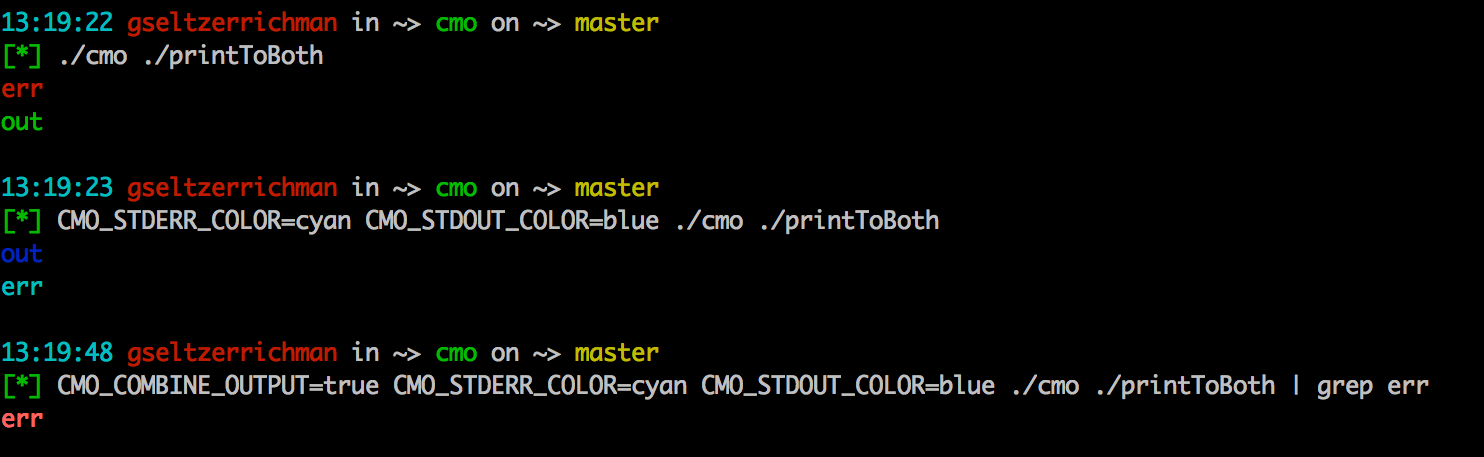 13:19:22 gseltzerrichman in ~> cmo on ~> master
[*] ./cmo ./printToBoth
err
out
13:19:23 gseltzerrichman in ~> cmo on ~> master
[*] CMO_STDERR_COLOR=cyan CMO_STDOUT_COLOR=blue ./cmo ./printToBoth
out
err
13:19:48 gseltzerrichman in ~> cmo on ~> master
[*] CMO_COMBINE_OUTPUT=true CMO_STDERR_COLOR=cyan CMO_STDOUT_COLOR=blue ./cmo ./printToBoth | grep err
err